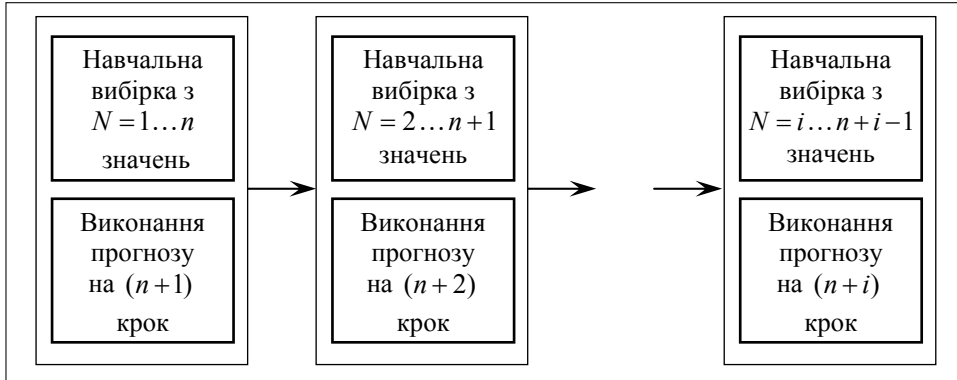 Навчальна
вибірка з
N = 1…n
значень
Виконання
прогнозу
на (n+1)
крок
Навчальна
вибірка з
N = 2…n+1
значень
Виконання
прогнозу
на (n+2)
крок
Навчальна
вибірка з
N = i…n+i−1
значень
Виконання
прогнозу
на (n+i)
крок